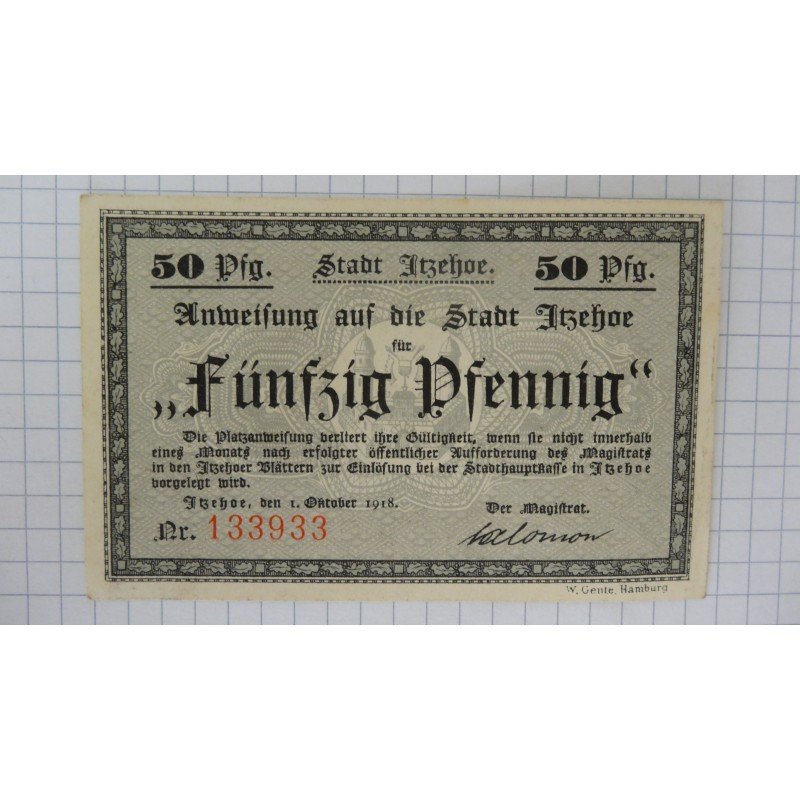 50 Pfg. Stadt Itzehoe. 50 Pfg.
Anweisung auf die Stadt Itzehoe
für
„Fünfzig Pfennig“
Die Platzanweisung verliert ihre Gültigkeit, wenn sie nicht innerhalb
eines Monats nach erfolgter öffentlicher Aufforderung des Magistrats
in den Itzehoer Blättern zur Einlösung bei der Stadthauptkasse in Itzehoe
vorgelegt wird.
Itzehoe, den 1. Oktober 1918. Der Magistrat.
Nr. 133933 Salomon
W. Gente, Hamburg